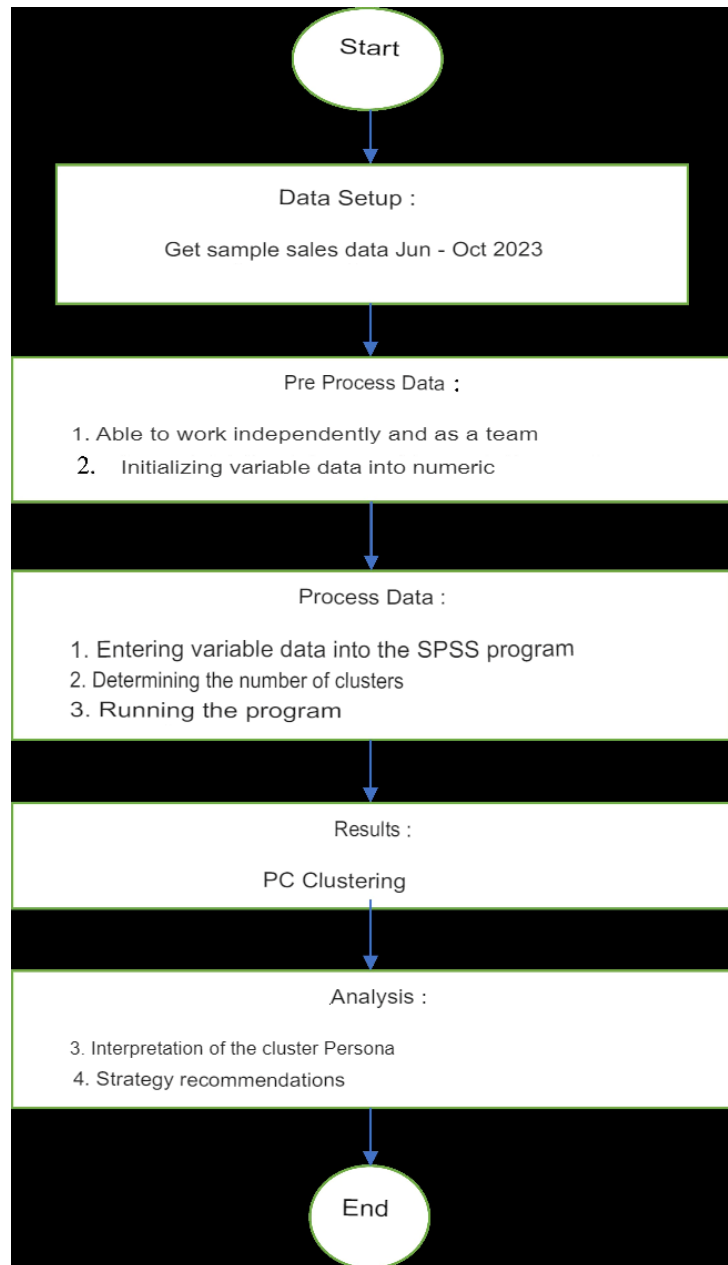 Start
Data Setup :
Get sample sales data Jun - Oct 2023
Pre Process Data :
1. Able to work independently and as a team
2. Initializing variable data into numeric
Process Data :
1. Entering variable data into the SPSS program
2. Determining the number of clusters
3. Running the program
Results :
PC Clustering
Analysis :
3. Interpretation of the cluster Persona
4. Strategy recommendations
End